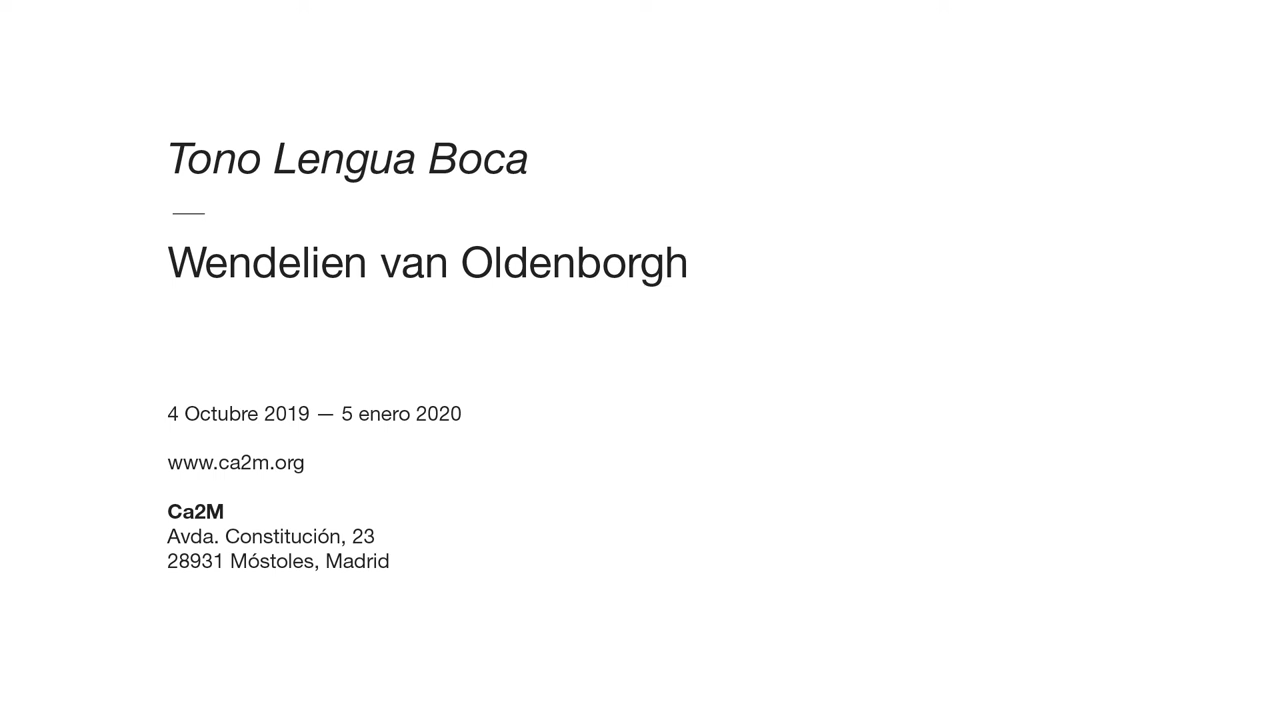 Tono Lengua Boca
—
Wendelien van Oldenborgh
4 Octubre 2019 — 5 enero 2020
www.ca2m.org
Ca2M
Avda. Constitución, 23
28931 Móstoles, Madrid